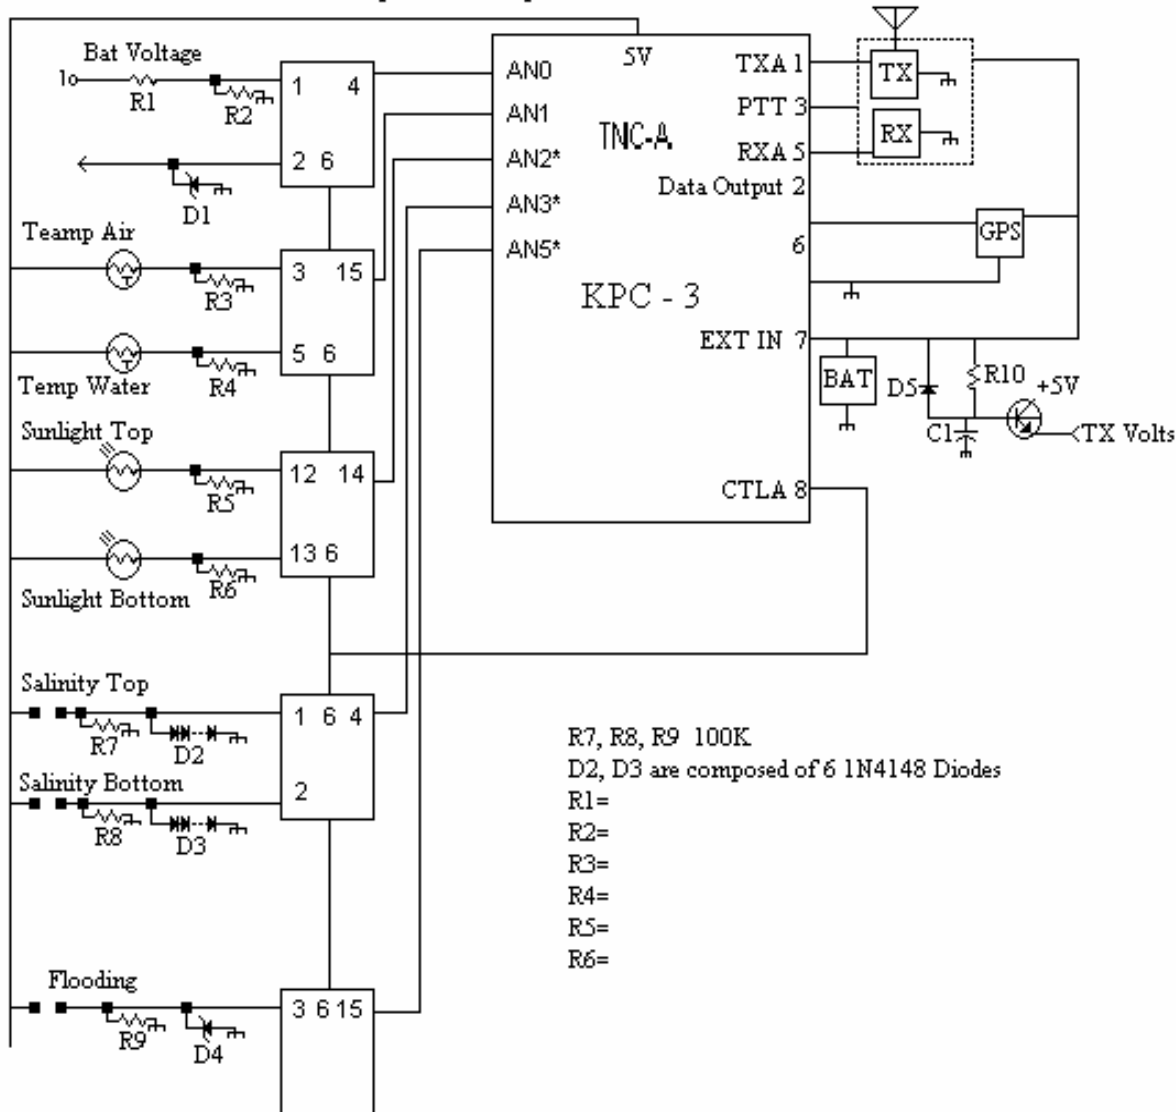 Bat Voltage
1
R1
R2
1 4
2 6
D1
Teamp Air
R3
3 15
5 6
R4
Temp Water
Sunlight Top
R5
12 14
13 6
R6
Sunlight Bottom
Salinity Top
R7
D2
1 6 4
2
Salinity Bottom
R8
D3
Flooding
R9
D4
3 6 15
5V
AN0
AN1
AN2*
AN3*
AN5*
TNC-A
KPC - 3
TXA 1
PTT 3
RXA 5
Data Output 2
6
EXT IN 7
CTLA 8
TX
RX
GPS
BAT
D5
R10
+5V
C1
TX Volts
R7, R8, R9 100K
D2, D3 are composed of 6 1N4148 Diodes
R1=
R2=
R3=
R4=
R5=
R6=